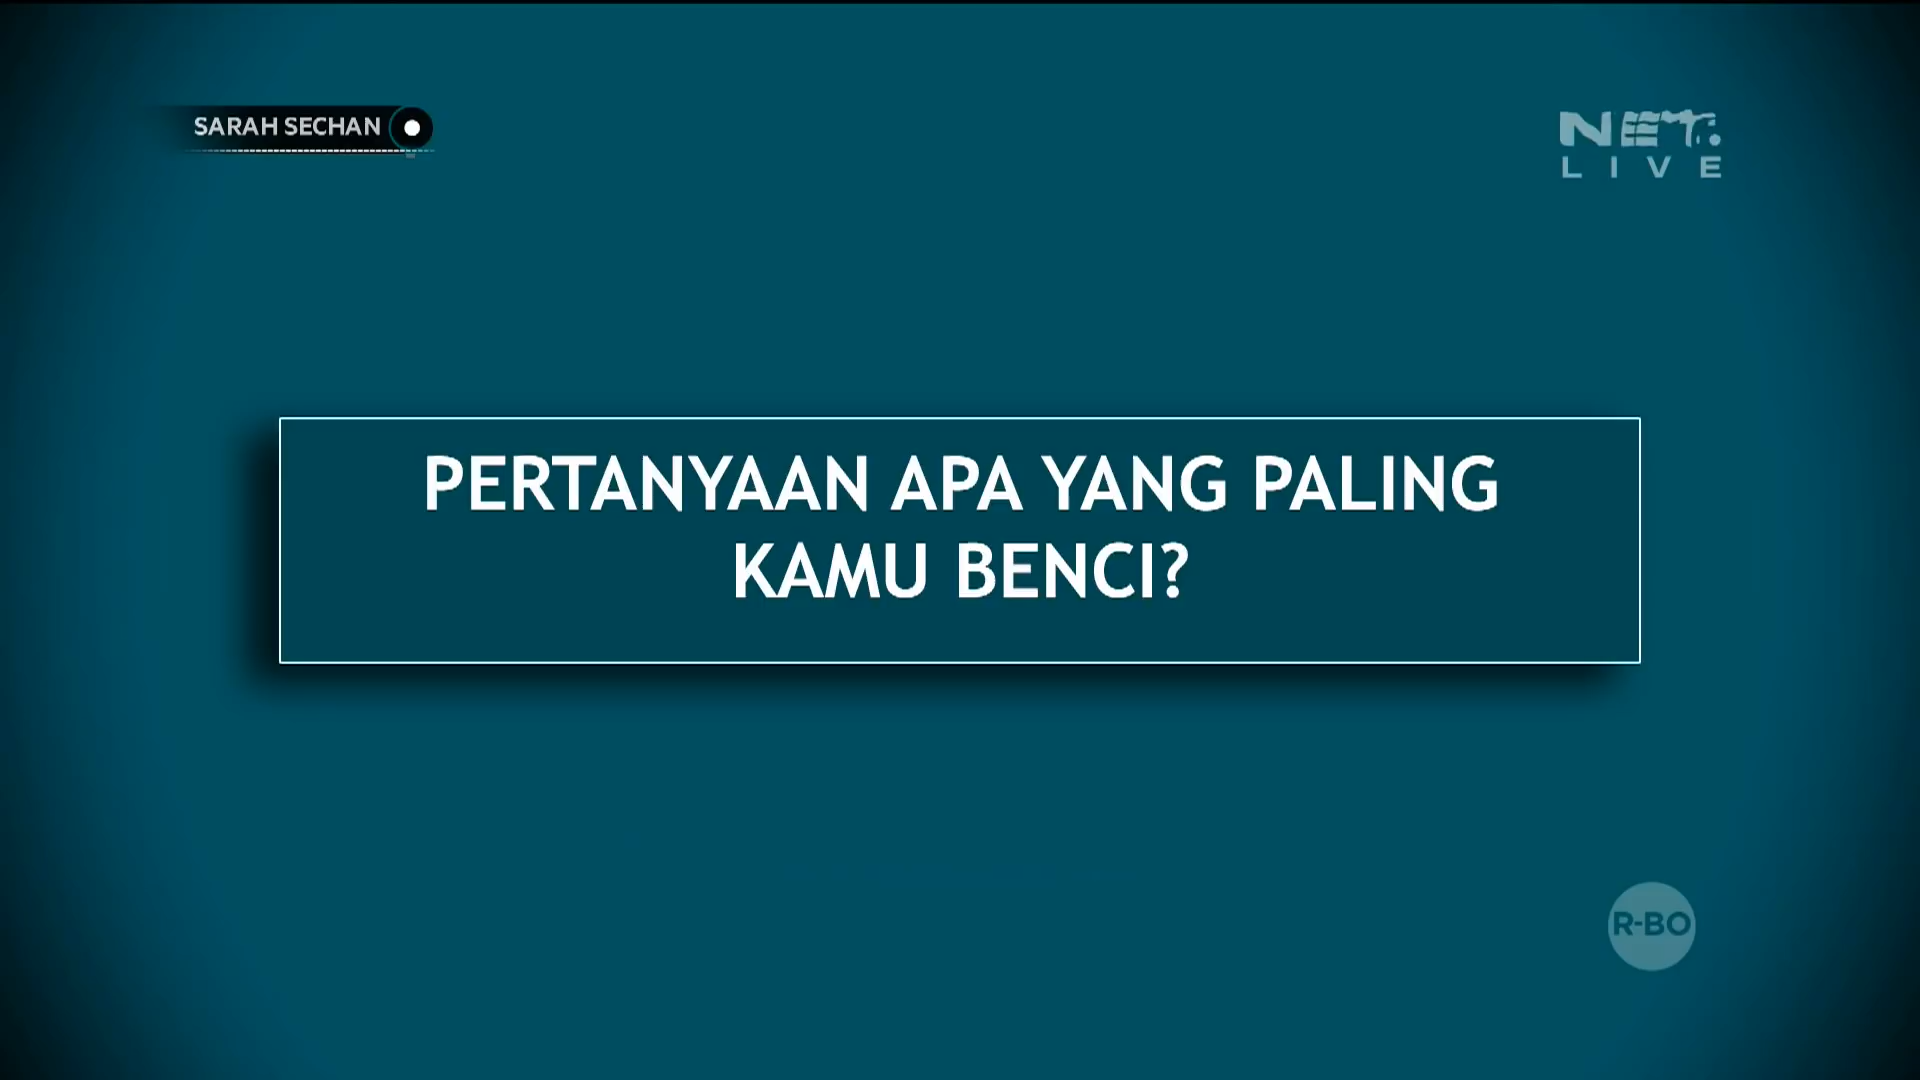 SARAH SECHAN
NET.
LIVE
PERTANYAAN APA YANG PALING
KAMU BENCI?
R-BO